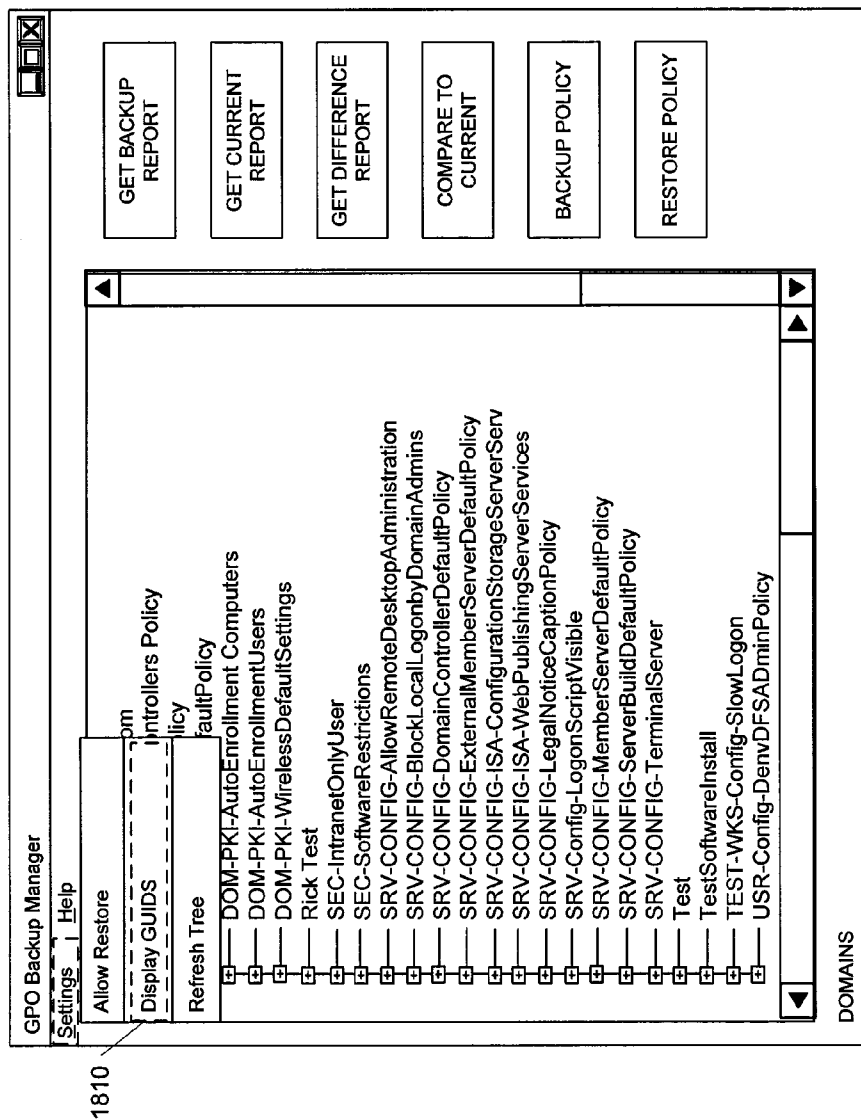 GPO Backup Manager
Settings | Help
Allow Restore
Display GUIDS
Refresh Tree
om
ontrollers Policy
licy
faultPolicy
DOM-PKI-AutoEnrollment Computers
DOM-PKI-AutoEnrollmentUsers
DOM-PKI-WirelessDefaultSettings
Rick Test
SEC-IntranetOnlyUser
SEC-SoftwareRestrictions
SRV-CONFIG-AllowRemoteDesktopAdministration
SRV-CONFIG-BlockLocalLogonbyDomainAdmins
SRV-CONFIG-DomainControllerDefaultPolicy
SRV-CONFIG-ExternalMemberServerDefaultPolicy
SRV-CONFIG-ISA-ConfigurationStorageServerServ
SRV-CONFIG-ISA-WebPublishingServerServices
SRV-CONFIG-LegalNoticeCaptionPolicy
SRV-Config-LogonScriptVisible
SRV-CONFIG-MemberServerDefaultPolicy
SRV-CONFIG-ServerBuildDefaultPolicy
SRV-CONFIG-TerminalServer
Test
TestSoftwareInstall
TEST-WKS-Config-SlowLogon
USR-Config-DenvDFSADminPolicy
GET BACKUP
REPORT
GET CURRENT
REPORT
GET DIFFERENCE
REPORT
COMPARE TO
CURRENT
BACKUP POLICY
RESTORE POLICY
DOMAINS
1810